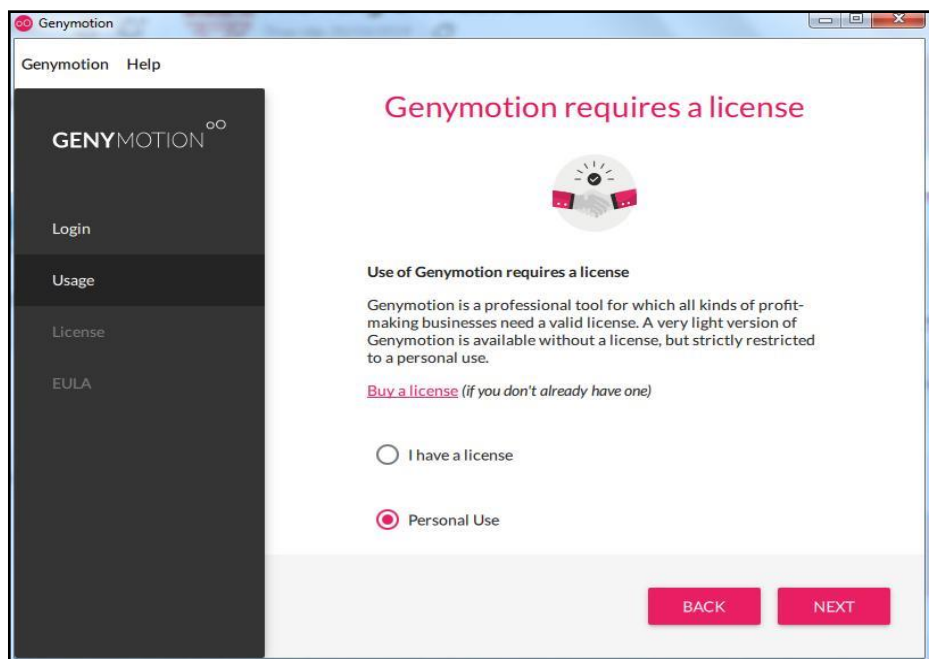 Genymotion
Genymotion Help
GENYMOTION
Login
Usage
License
EULA
Genymotion requires a license
Use of Genymotion requires a license
Genymotion is a professional tool for which all kinds of profit-
making businesses need a valid license. A very light version of
Genymotion is available without a license, but strictly restricted
to a personal use.
Buy a license (if you don't already have one)
I have a license
Personal Use
BACK NEXT